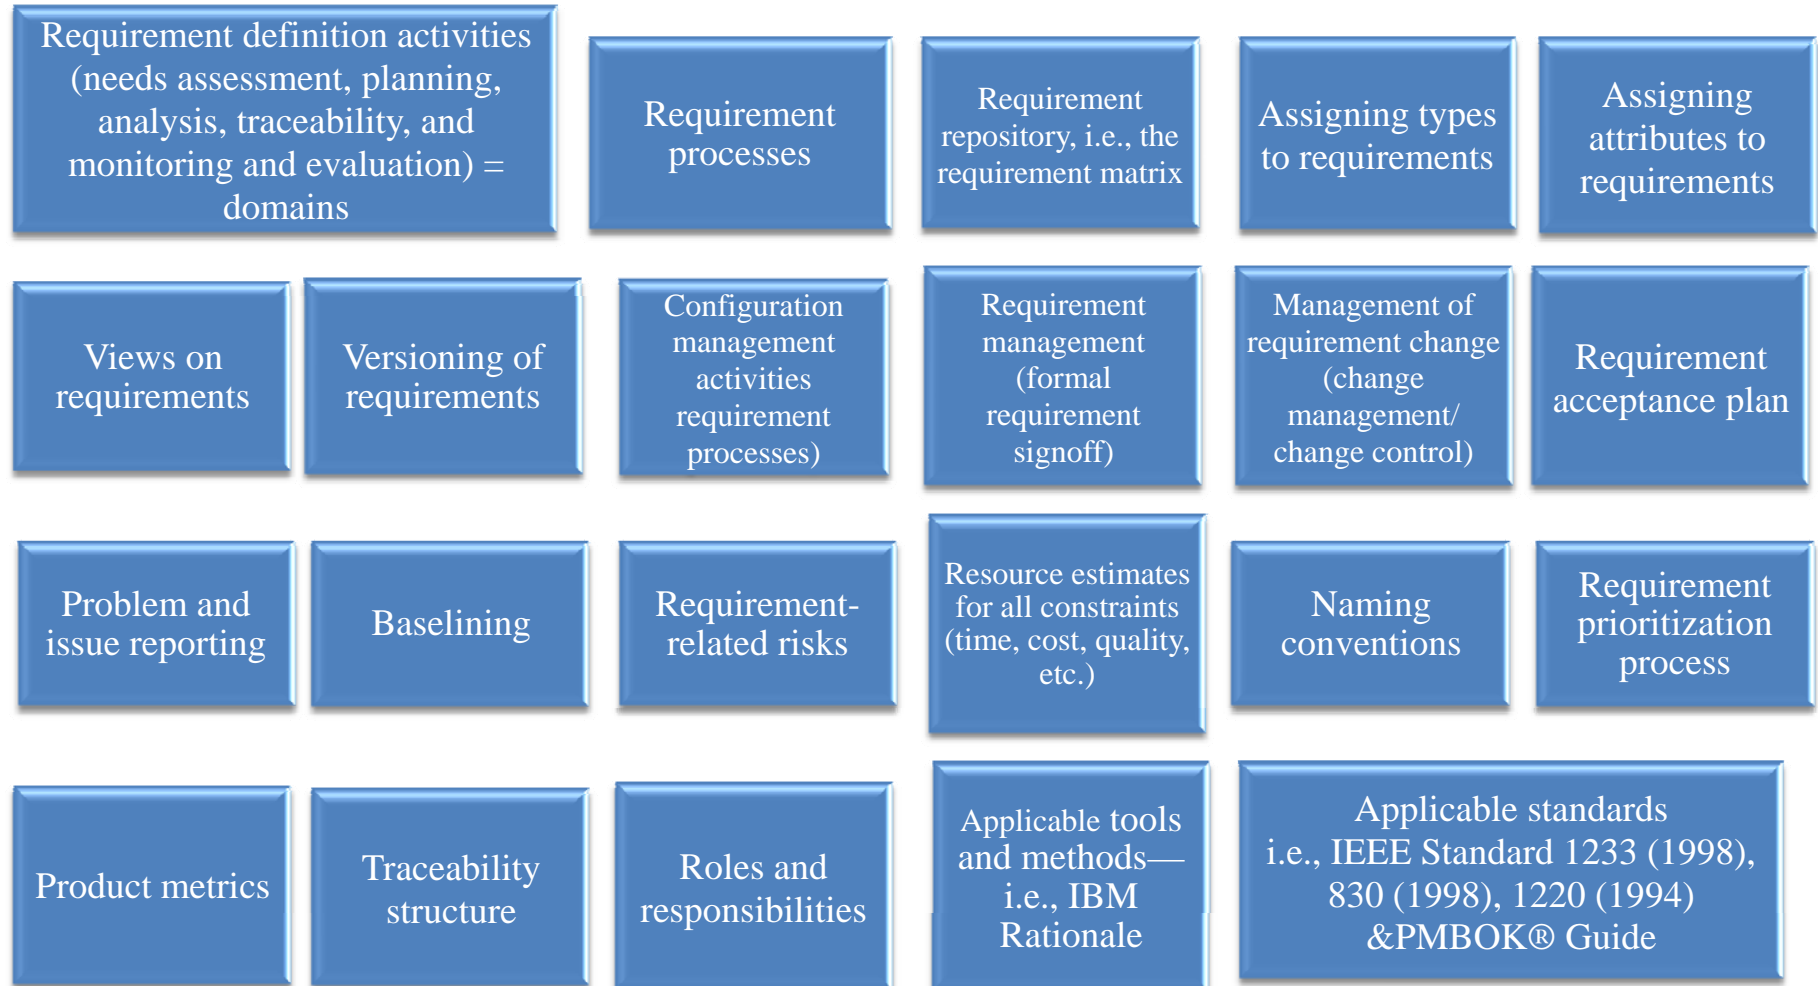 Requirement definition activities
(needs assessment, planning,
analysis, traceability, and
monitoring and evaluation) =
domains
Requirement
processes
Requirement
repository, i.e., the
requirement matrix
Assigning types
to requirements
Assigning
attributes to
requirements
Views on
requirements
Versioning of
requirements
Configuration
management
activities
requirement
processes)
Requirement
management
(formal
requirement
signoff)
Management of
requirement change
(change
management/
change control)
Requirement
acceptance plan
Problem and
issue reporting
Baselining
Requirement-
related risks
Resource estimates
for all constraints
(time, cost, quality,
etc.)
Naming
conventions
Requirement
prioritization
process
Product metrics
Traceability
structure
Roles and
responsibilities
Applicable tools
and methods—
i.e., IBM
Rationale
Applicable standards
i.e., IEEE Standard 1233 (1998),
830 (1998), 1220 (1994)
&PMBOK® Guide